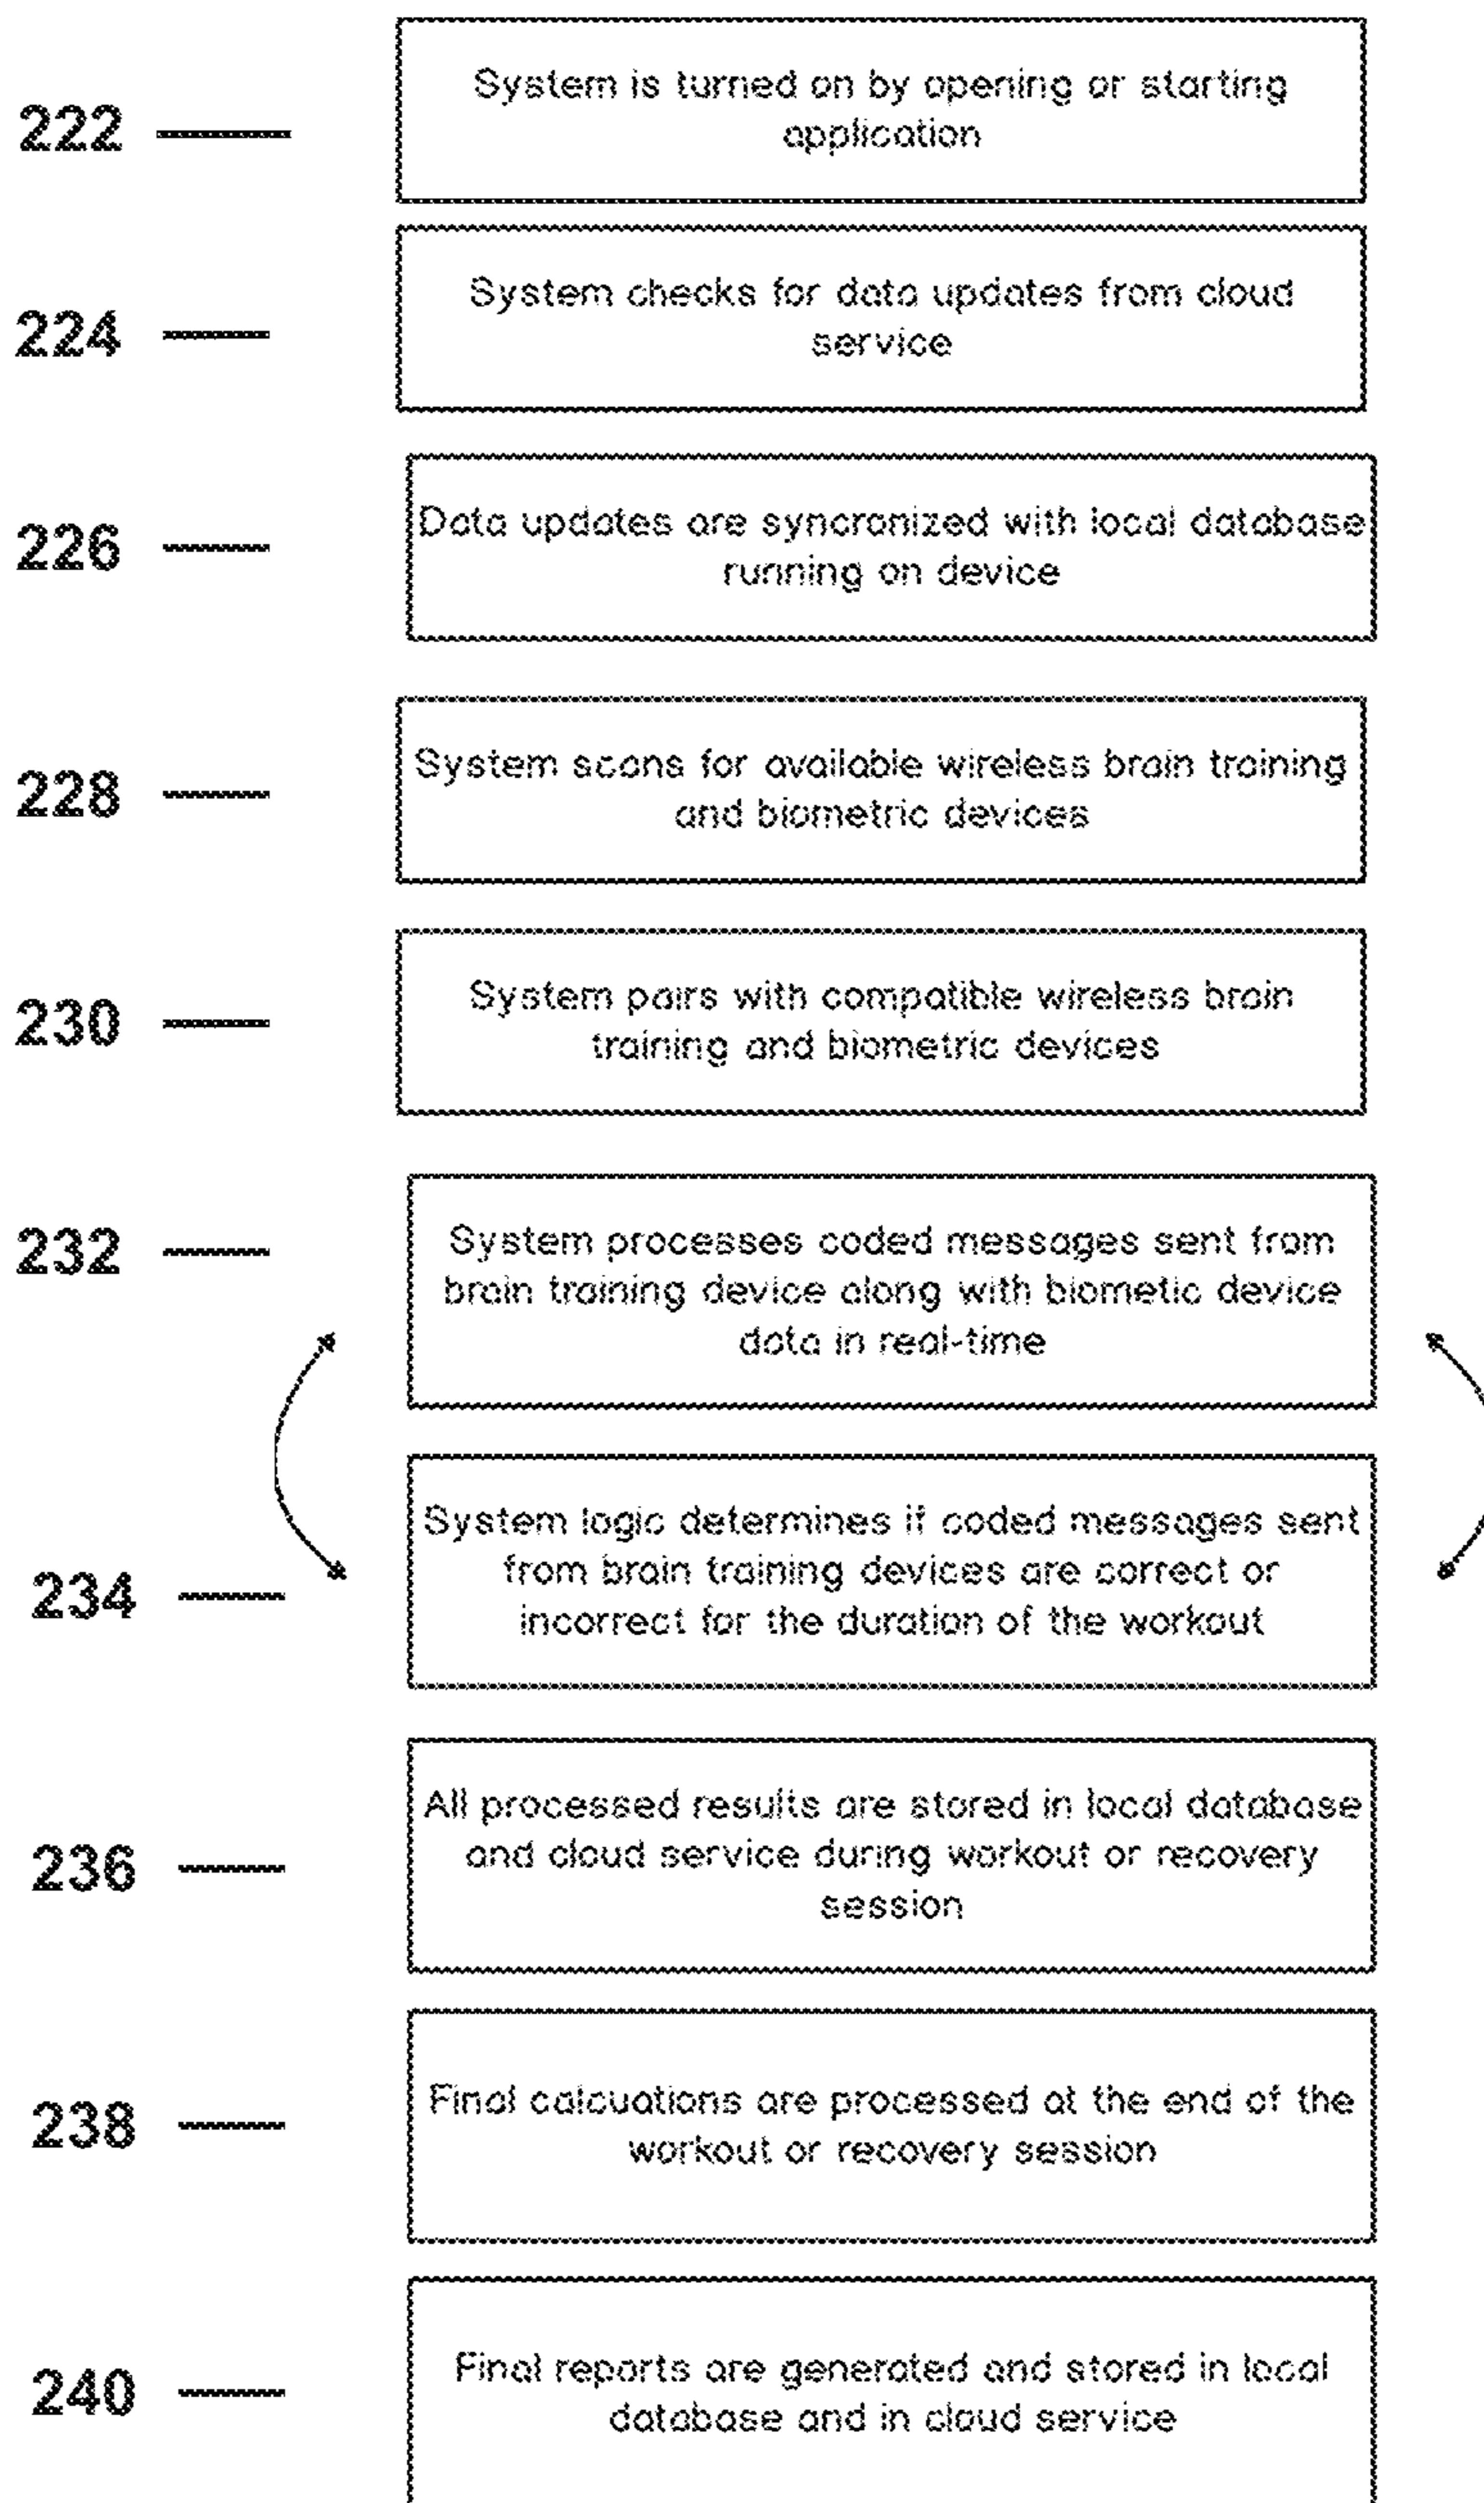 222
System is turned on by opening or starting
application
224
System checks for data updates from cloud
service
226
Data updates are syncronized with local database
running on device
228
System scans for available wireless brain training
and biometric devices
230
System pairs with compatible wireless brain
training and biometric devices
232
System processes coded messages sent from
brain training device along with biometic device
data in real-time
234
System logic determines if coded messages sent
from brain training devices are correct or
incorrect for the duration of the workout
236
All processed results are stored in local database
and cloud service during workout or recovery
session
238
Final calcuations are processed at the end of the
workout or recovery session
240
Final reports are generated and stored in local
database and in cloud service